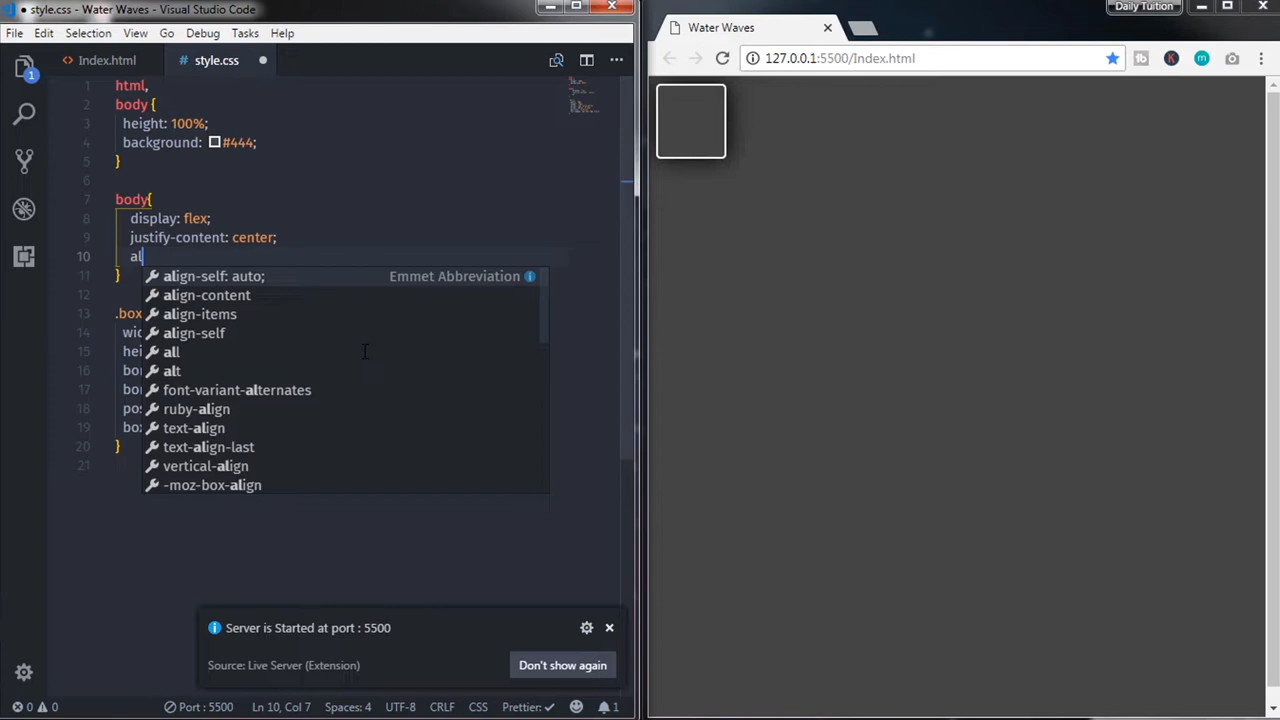 style.css - Water Waves - Visual Studio Code
File Edit Selection View Go Debug Tasks Help
1
<> Index.html # style.css
1 html,
2 body {
3 height: 100%;
4 background: #444;
5 }
6
7 body{
8 display: flex;
9 justify-content: center;
10 al
11 }
12
13 .box
14 wid
15 hei
16 bor
17 bor
18 pos
19 box
20 }
21
align-self: auto; Emmet Abbreviation
align-content
align-items
align-self
all
alt
font-variant-alternates
ruby-align
text-align
text-align-last
vertical-align
-moz-box-align
Server is Started at port : 5500
Source: Live Server (Extension) Don't show again
0 0 Port : 5500 Ln 10, Col 7 Spaces: 4 UTF-8 CRLF CSS Prettier: ✓ 1
Daily Tuition
Water Waves
127.0.0.1:5500/Index.html